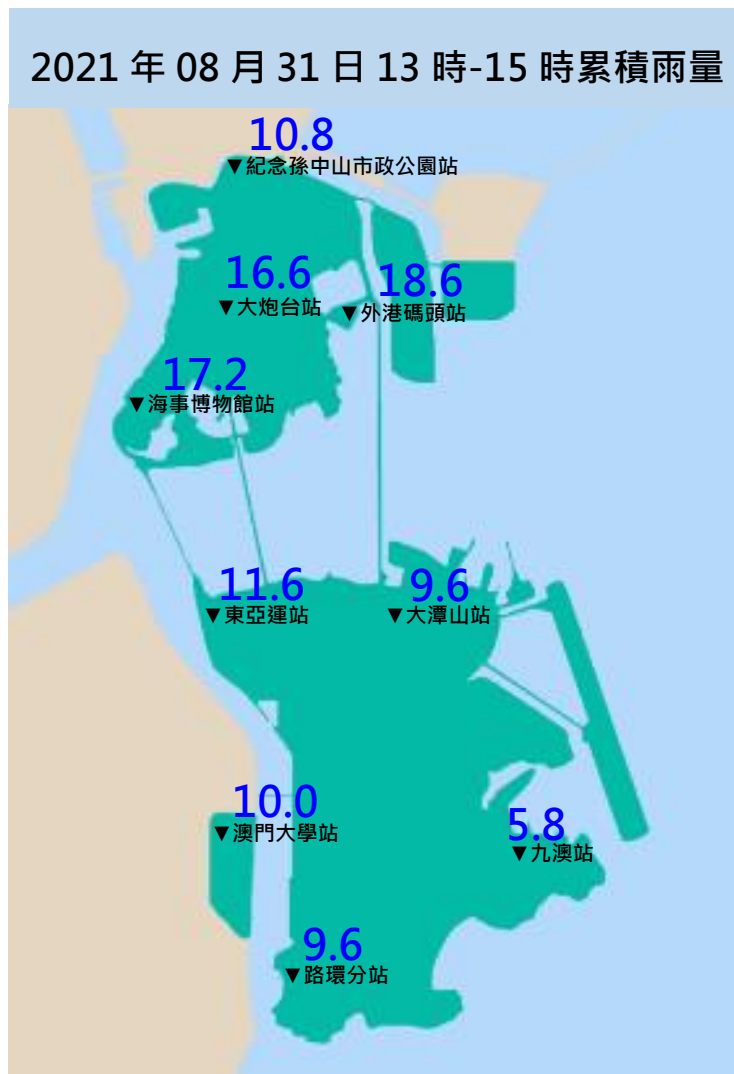 2021 年 08 月 31 日 13 時-15 時累積雨量
10.8
▼紀念孫中山市政公園站
16.6
▼大炮台站
18.6
▼外港碼頭站
17.2
▼海事博物館站
11.6
▼東亞運站
9.6
▼大潭山站
10.0
▼澳門大學站
5.8
▼九澳站
9.6
▼路環分站